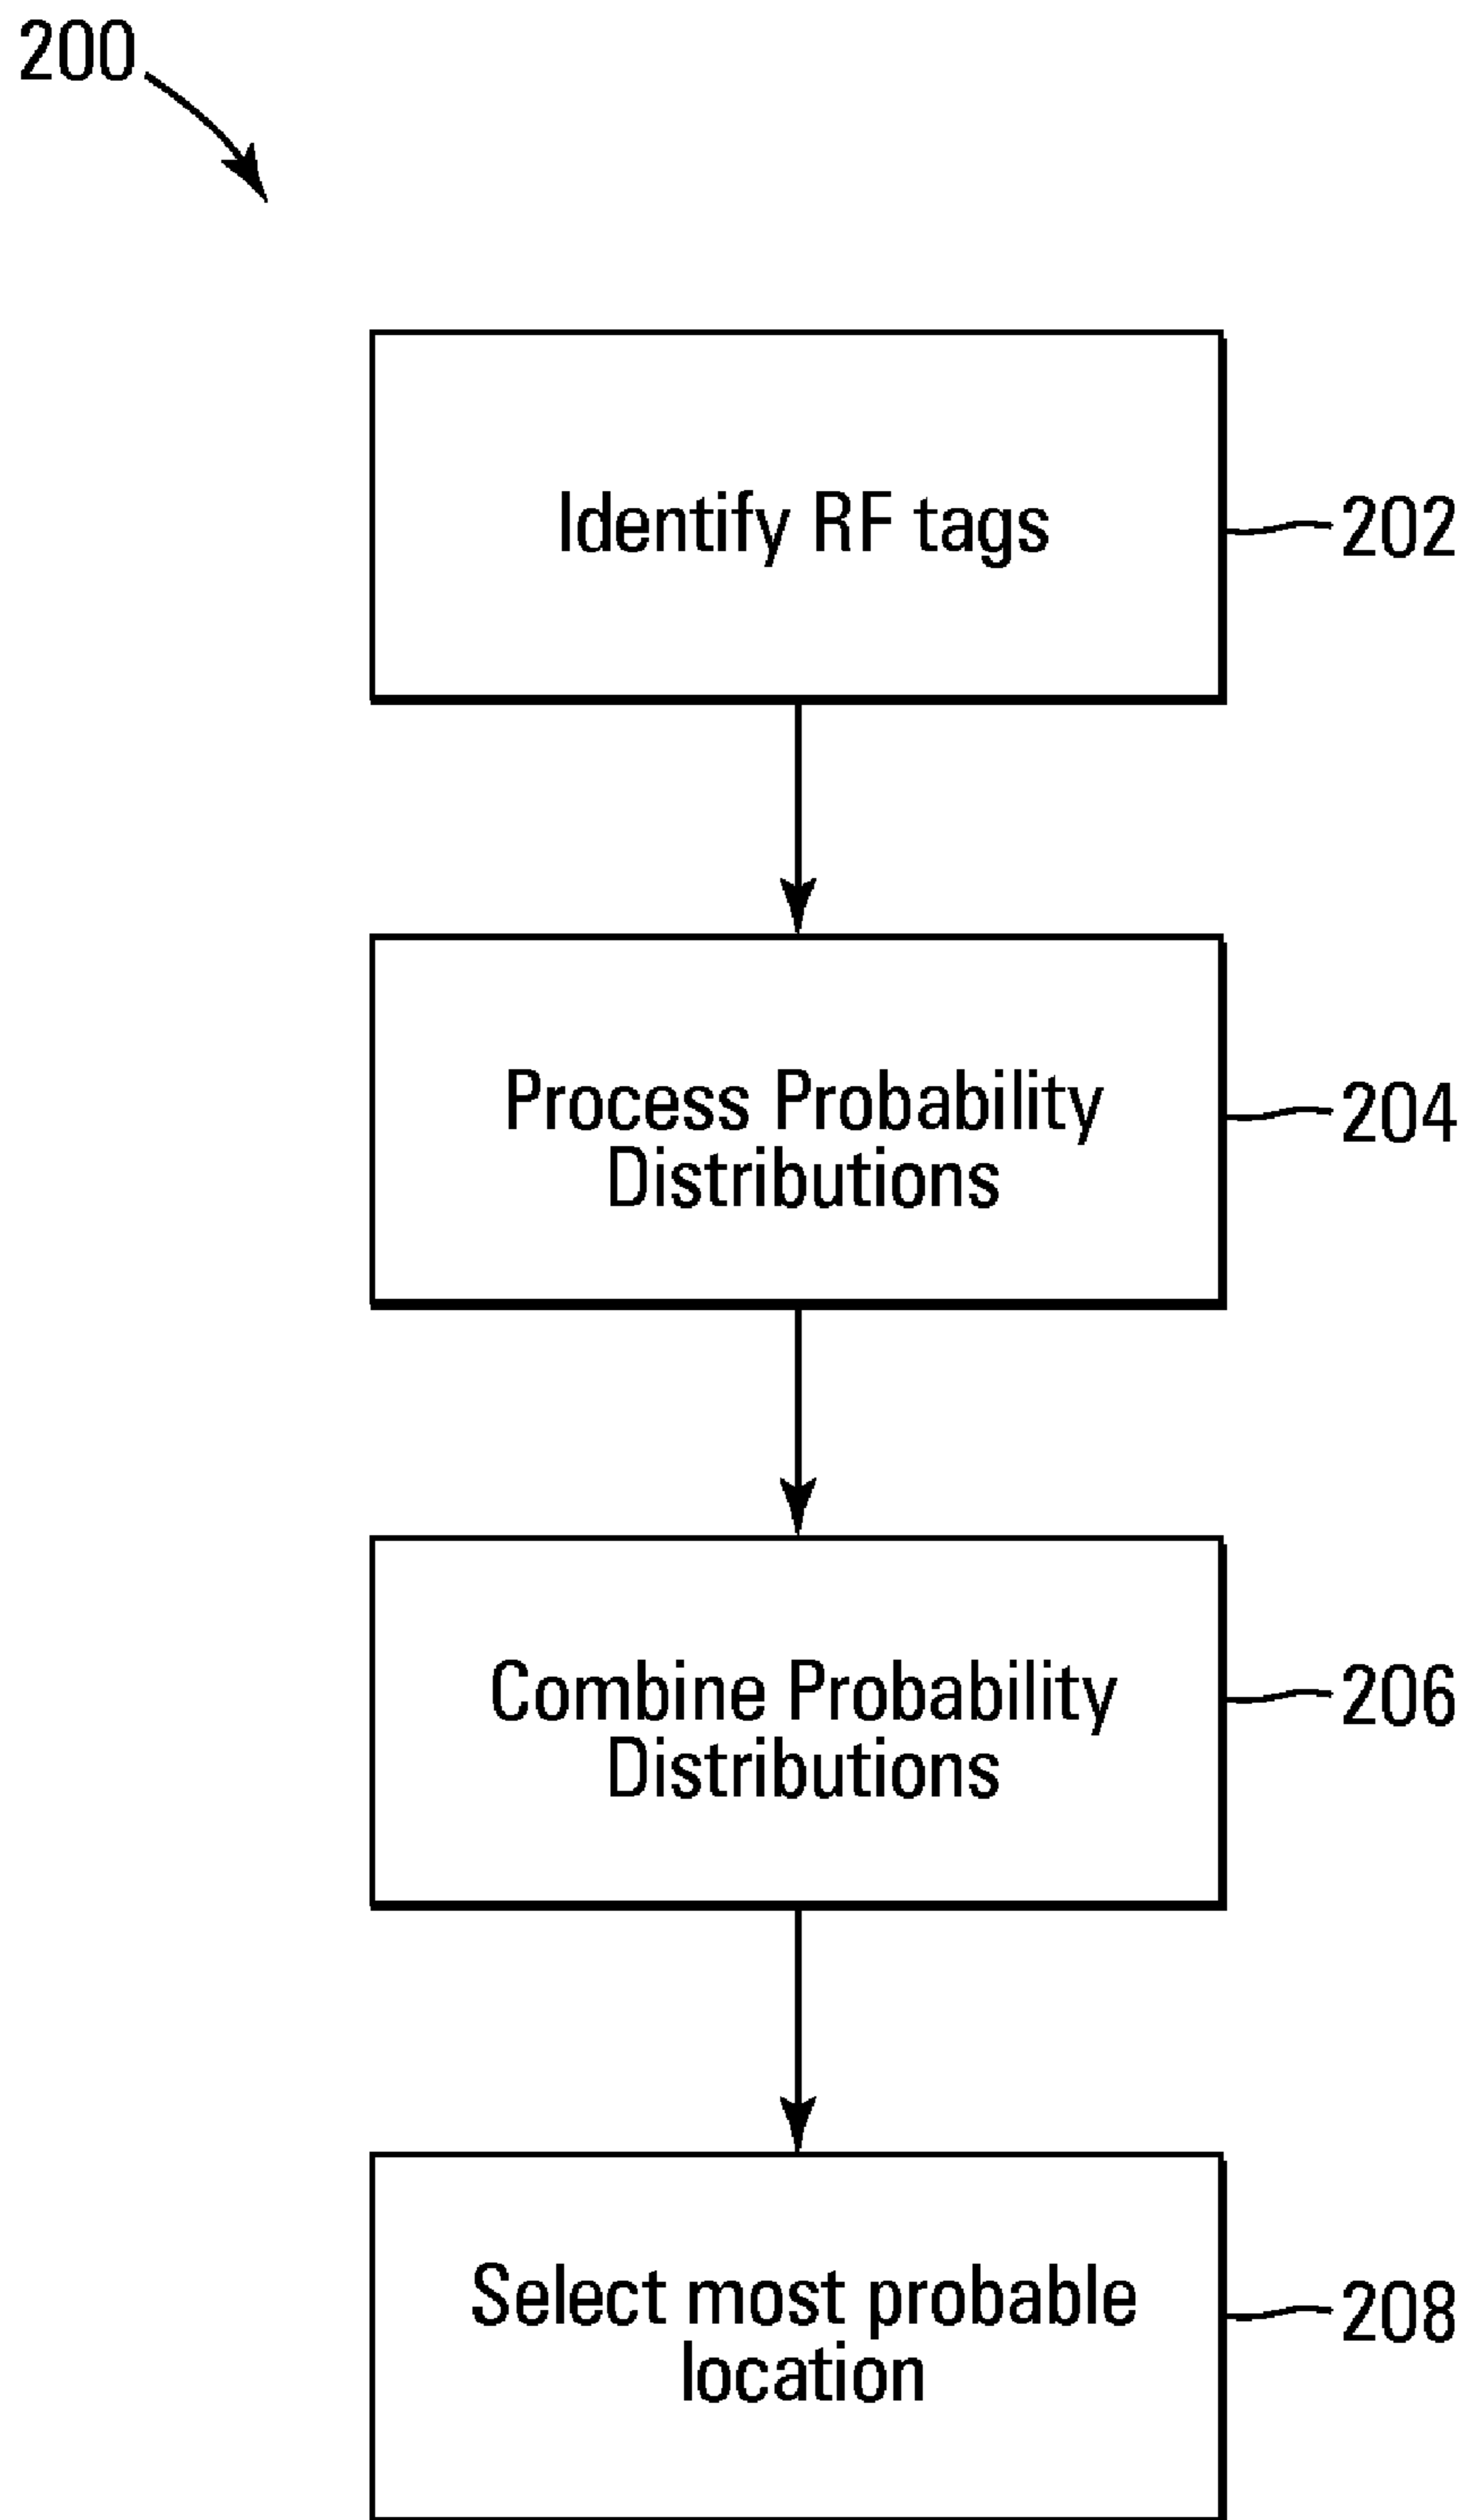 200
Identify RF tags
202
Process Probability
Distributions
204
Combine Probability
Distributions
206
Select most probable
location
208